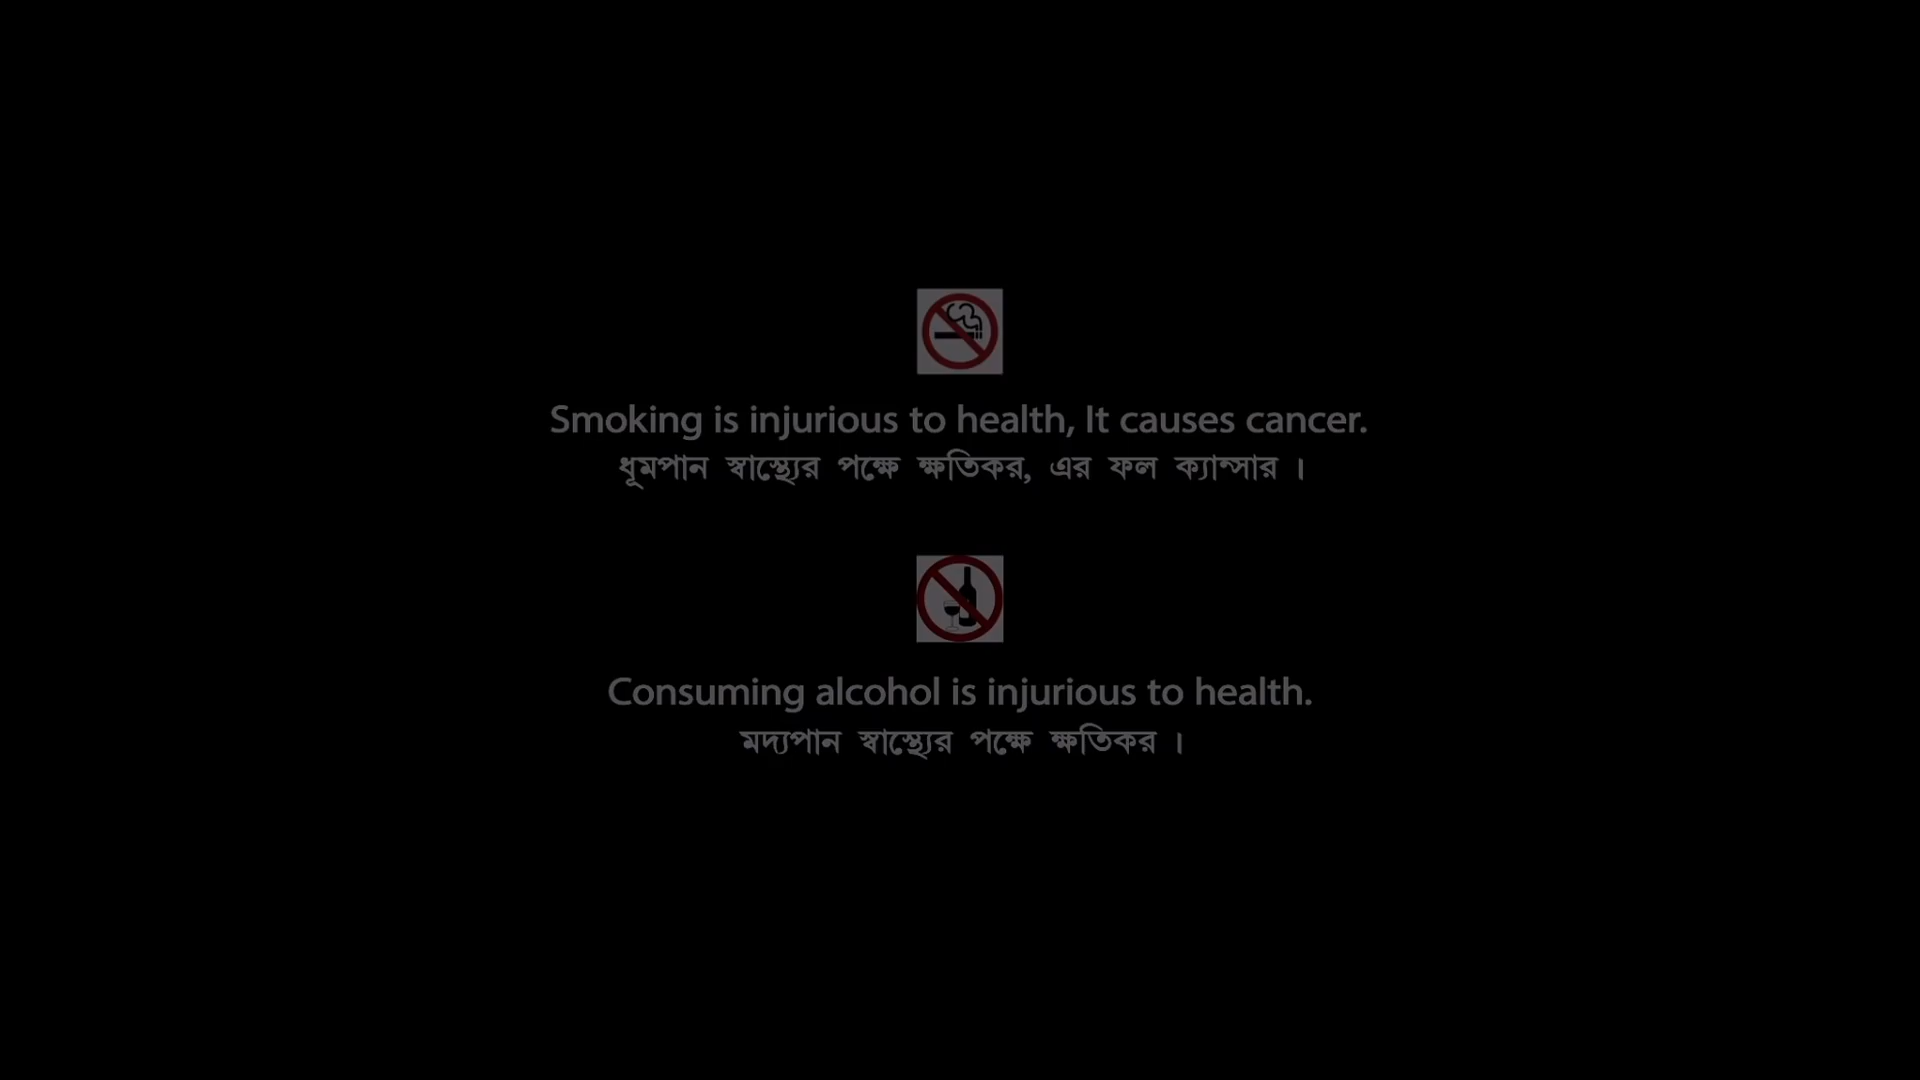 Smoking is injurious to health, It causes cancer.
ধূমপান স্বাস্থ্যের পক্ষে ক্ষতিকর, এর ফল ক্যান্সার ।
Consuming alcohol is injurious to health.
মদ্যপান স্বাস্থ্যের পক্ষে ক্ষতিকর ।